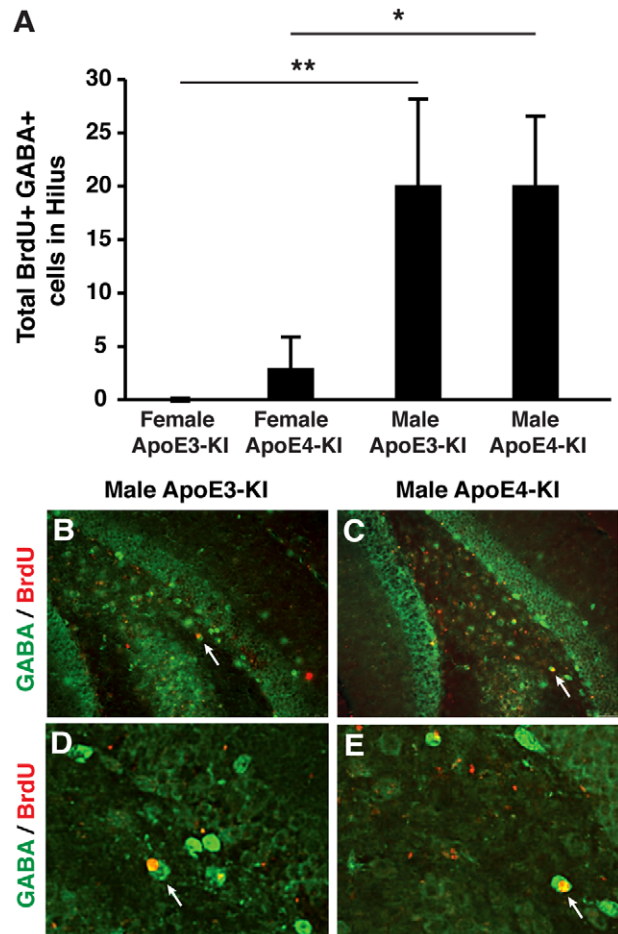 A
*
**
30
25
20
15
10
5
0
Total BrdU+ GABA+
cells in Hilus
Female
ApoE3-KI
Female
ApoE4-KI
Male
ApoE3-KI
Male
ApoE4-KI
Male ApoE3-KI
Male ApoE4-KI
GABA / BrdU
B
C
GABA / BrdU
D
E